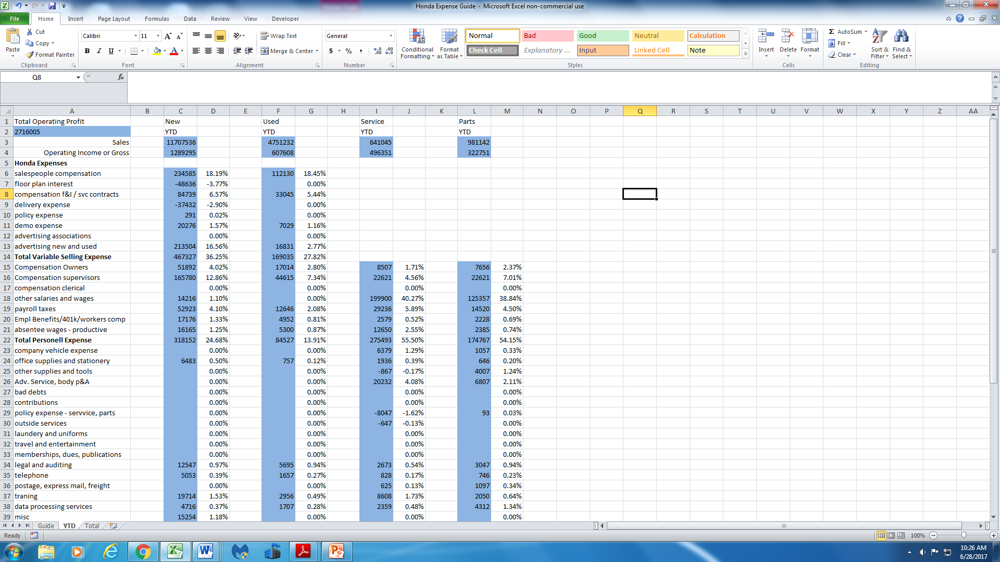 Honda Expense Guide - Microsoft Excel non-commercial use
File Home Insert Page Layout Formulas Data Review View Developer
Paste Cut Copy Format Painter Clipboard
Calibri 11 B I U Font
Wrap Text Merge & Center Alignment
General $ % , Number
Conditional Formatting Format as Table Normal Bad Good Neutral Calculation
Check Cell Explanatory ... Input Linked Cell Note Styles
Insert Delete Format Cells
AutoSum Fill Clear Sort & Filter Find & Select Editing
Q8 fx
A B C D E F G H I J K L M N O P Q R S T U V W X Y Z AA
1 Total Operating Profit New Used Service Parts
2 2716005 YTD YTD YTD YTD
3 Sales 11707536 4751232 641045 981142
4 Operating Income or Gross 1289295 607608 496351 322751
5 Honda Expenses
6 salespeople compensation 234585 18.19% 112130 18.45%
7 floor plan interest -48636 -3.77% 0.00%
8 compensation f&I / svc contracts 84739 6.57% 33045 5.44%
9 delivery expense -37432 -2.90% 0.00%
10 policy expense 291 0.02% 0.00%
11 demo expense 20276 1.57% 7029 1.16%
12 advertising associations 0.00% 0.00%
13 advertising new and used 213504 16.56% 16831 2.77%
14 Total Variable Selling Expense 467327 36.25% 169035 27.82%
15 Compensation Owners 51892 4.02% 17014 2.80% 8507 1.71% 7656 2.37%
16 Compensation supervisors 165780 12.86% 44615 7.34% 22621 4.56% 22621 7.01%
17 compensation clerical 0.00% 0.00% 0.00% 0.00%
18 other salaries and wages 14216 1.10% 0.00% 199900 40.27% 125357 38.84%
19 payroll taxes 52923 4.10% 12646 2.08% 29236 5.89% 14520 4.50%
20 Empl Benefits/401k/workers comp 17176 1.33% 4952 0.81% 2579 0.52% 2228 0.69%
21 absentee wages - productive 16165 1.25% 5300 0.87% 12650 2.55% 2385 0.74%
22 Total Personell Expense 318152 24.68% 84527 13.91% 275493 55.50% 174767 54.15%
23 company vehicle expense 0.00% 0.00% 6379 1.29% 1057 0.33%
24 office supplies and stationery 6483 0.50% 757 0.12% 1936 0.39% 646 0.20%
25 other supplies and tools 0.00% 0.00% -867 -0.17% 4007 1.24%
26 Adv. Service, body p&A 0.00% 0.00% 20232 4.08% 6807 2.11%
27 bad debts 0.00% 0.00% 0.00% 0.00%
28 contributions 0.00% 0.00% 0.00% 0.00%
29 policy expense - servvice, parts 0.00% 0.00% -8047 -1.62% 93 0.03%
30 outside services 0.00% 0.00% -647 -0.13% 0.00%
31 laundery and uniforms 0.00% 0.00% 0.00% 0.00%
32 travel and entertainment 0.00% 0.00% 0.00% 0.00%
33 memberships, dues, publications 0.00% 0.00% 0.00% 0.00%
34 legal and auditing 12547 0.97% 5695 0.94% 2673 0.54% 3047 0.94%
35 telephone 5053 0.39% 1657 0.27% 828 0.17% 746 0.23%
36 postage, express mail, freight 0.00% 0.00% 625 0.13% 1097 0.34%
37 traning 19714 1.53% 2956 0.49% 8608 1.73% 2050 0.64%
38 data processing services 4716 0.37% 1707 0.28% 2359 0.48% 4312 1.34%
39 misc 15254 1.18% 0.00% 0.00% 0.00%
Guide YTD Total
Ready 100%
10:26 AM
6/28/2017